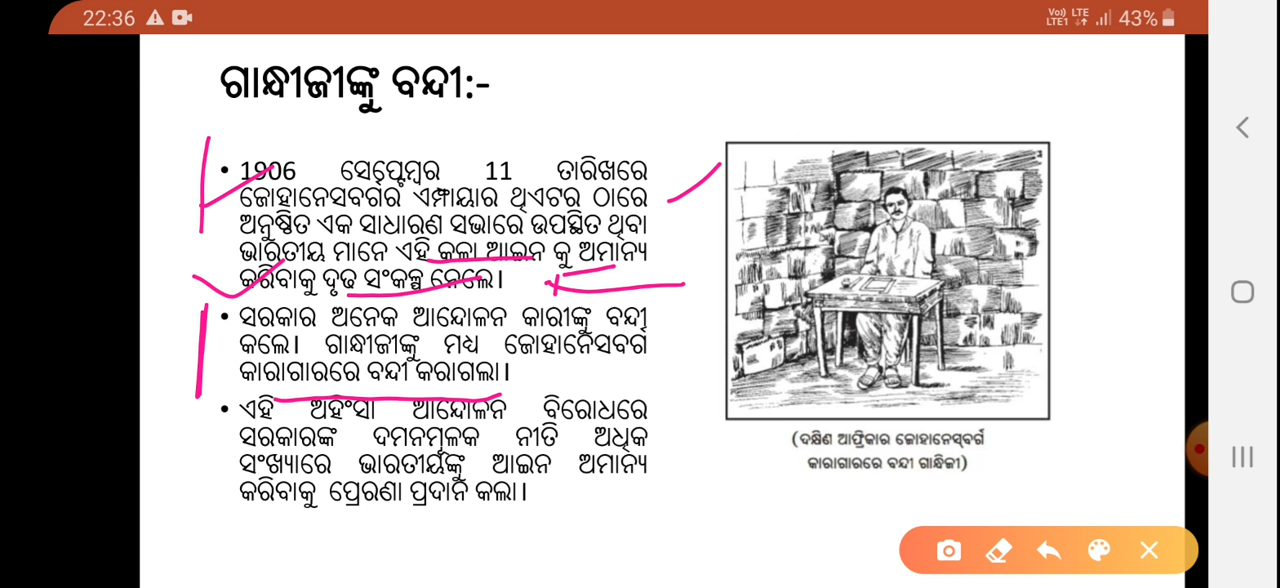 22:36
Vo) LTE
LTE1
43%
ଗାନ୍ଧୀଜୀଙ୍କୁ ବନ୍ଦୀ:-
• 1906 ସେପ୍ଟେମ୍ବର 11 ତାରିଖରେ
ଜୋହାନେସବର୍ଗର ଏମ୍ପାୟାର ଥିଏଟର ଠାରେ
ଅନୁଷ୍ଠିତ ଏକ ସାଧାରଣ ସଭାରେ ଉପସ୍ଥିତ ଥିବା
ଭାରତୀୟ ମାନେ ଏହି କଳା ଆଇନ କୁ ଅମାନ୍ୟ
କରିବାକୁ ଦୃଢ ସଂକଳ୍ପ ନେଲେ।
• ସରକାର ଅନେକ ଆନ୍ଦୋଳନ କାରୀଙ୍କୁ ବନ୍ଦୀ
କଲେ। ଗାନ୍ଧୀଜୀଙ୍କୁ ମଧ୍ୟ ଜୋହାନେସବର୍ଗ
କାରାଗାରରେ ବନ୍ଦୀ କରାଗଲା।
• ଏହି ଅହିଂସା ଆନ୍ଦୋଳନ ବିରୋଧରେ
ସରକାରଙ୍କ ଦମନମୂଳକ ନୀତି ଅଧିକ
ସଂଖ୍ୟାରେ ଭାରତୀୟଙ୍କୁ ଆଇନ ଅମାନ୍ୟ
କରିବାକୁ ପ୍ରେରଣା ପ୍ରଦାନ କଲା।
(ଦକ୍ଷିଣ ଆଫ୍ରିକାର ଜୋହାନେସ୍‌ବର୍ଗ
କାରାଗାରରେ ବନ୍ଦୀ ଗାନ୍ଧିଜୀ)